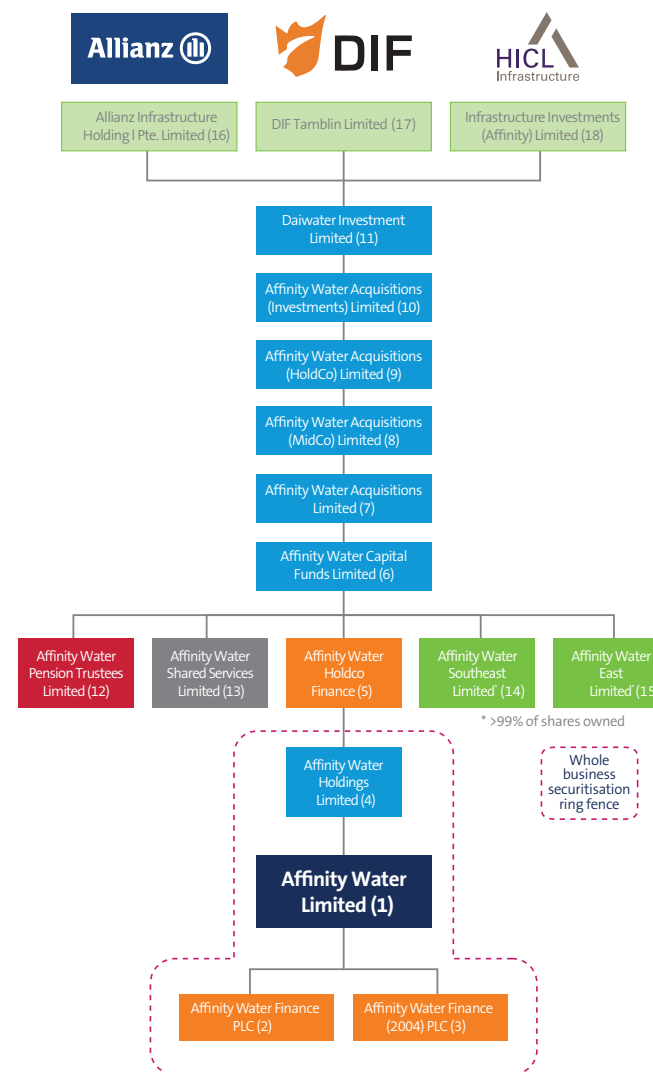 Allianz
DIF
HICL
Infrastructure
Allianz Infrastructure
Holding I Pte. Limited (16)
DIF Tamblin Limited (17)
Infrastructure Investments
(Affinity) Limited (18)
Daiwater Investment
Limited (11)
Affinity Water Acquisitions
(Investments) Limited (10)
Affinity Water Acquisitions
(HoldCo) Limited (9)
Affinity Water Acquisitions
(MidCo) Limited (8)
Affinity Water Acquisitions
Limited (7)
Affinity Water Capital
Funds Limited (6)
Affinity Water
Pension Trustees
Limited (12)
Affinity Water
Shared Services
Limited (13)
Affinity Water
Holdco
Finance (5)
Affinity Water
Southeast
Limited* (14)
Affinity Water
East
Limited* (15
* >99% of shares owned
Affinity Water
Holdings
Limited (4)
Whole
business
securitisation
ring fence
Affinity Water
Limited (1)
Affinity Water Finance
PLC (2)
Affinity Water Finance
(2004) PLC (3)